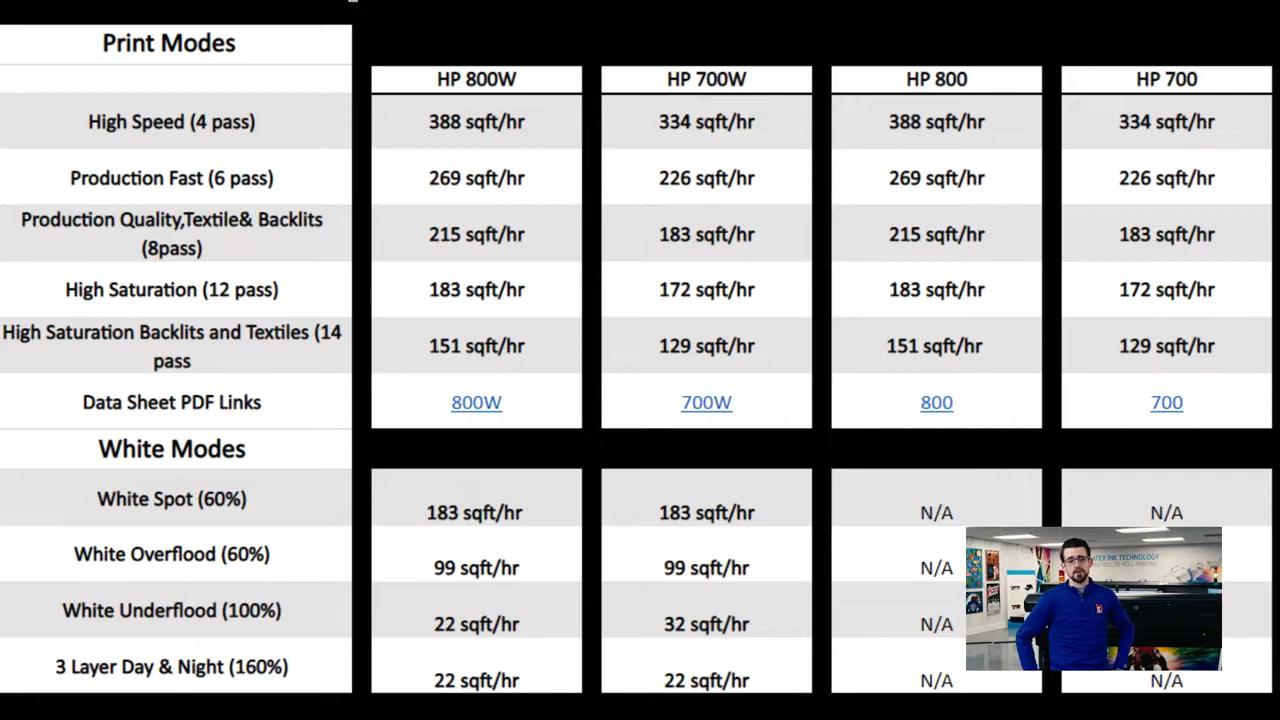 Print Modes
HP 800W HP 700W HP 800 HP 700
High Speed (4 pass) 388 sqft/hr 334 sqft/hr 388 sqft/hr 334 sqft/hr
Production Fast (6 pass) 269 sqft/hr 226 sqft/hr 269 sqft/hr 226 sqft/hr
Production Quality,Textile& Backlits
(8pass) 215 sqft/hr 183 sqft/hr 215 sqft/hr 183 sqft/hr
High Saturation (12 pass) 183 sqft/hr 172 sqft/hr 183 sqft/hr 172 sqft/hr
High Saturation Backlits and Textiles (14
pass 151 sqft/hr 129 sqft/hr 151 sqft/hr 129 sqft/hr
Data Sheet PDF Links 800W 700W 800 700
White Modes
White Spot (60%) 183 sqft/hr 183 sqft/hr N/A N/A
White Overflood (60%) 99 sqft/hr 99 sqft/hr N/A
White Underflood (100%) 22 sqft/hr 32 sqft/hr N/A
3 Layer Day & Night (160%) 22 sqft/hr 22 sqft/hr N/A N/A
INK TECHNOLOGY
ROLL TO ROLL PRINTING